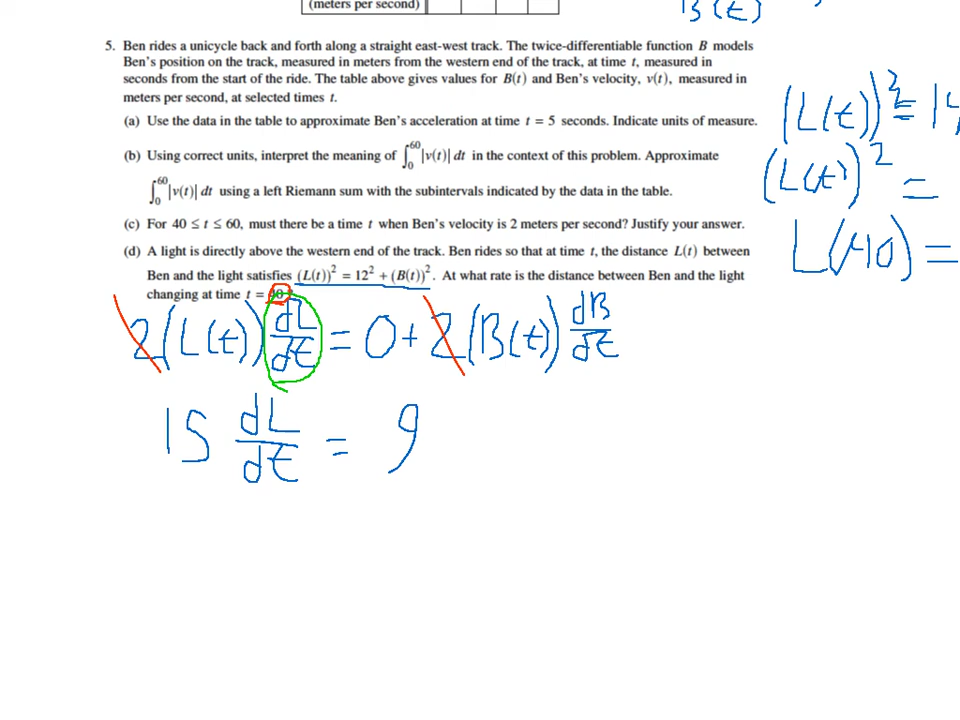 (meters per second)
B(t)
5. Ben rides a unicycle back and forth along a straight east-west track. The twice-differentiable function B models
Ben's position on the track, measured in meters from the western end of the track, at time t, measured in
seconds from the start of the ride. The table above gives values for B(t) and Ben's velocity, v(t), measured in
meters per second, at selected times t.
(a) Use the data in the table to approximate Ben's acceleration at time t = 5 seconds. Indicate units of measure.
(b) Using correct units, interpret the meaning of ∫₀⁶⁰ |v(t)| dt in the context of this problem. Approximate
∫₀⁶⁰ |v(t)| dt using a left Riemann sum with the subintervals indicated by the data in the table.
(c) For 40 ≤ t ≤ 60, must there be a time t when Ben's velocity is 2 meters per second? Justify your answer.
(d) A light is directly above the western end of the track. Ben rides so that at time t, the distance L(t) between
Ben and the light satisfies (L(t))² = 12² + (B(t))². At what rate is the distance between Ben and the light
changing at time t =
(L(t))² =
(L(t))² =
L(40) =
2(L(t)) dL/dt = 0 + 2(B(t)) dB/dt
15 dL/dt = 9